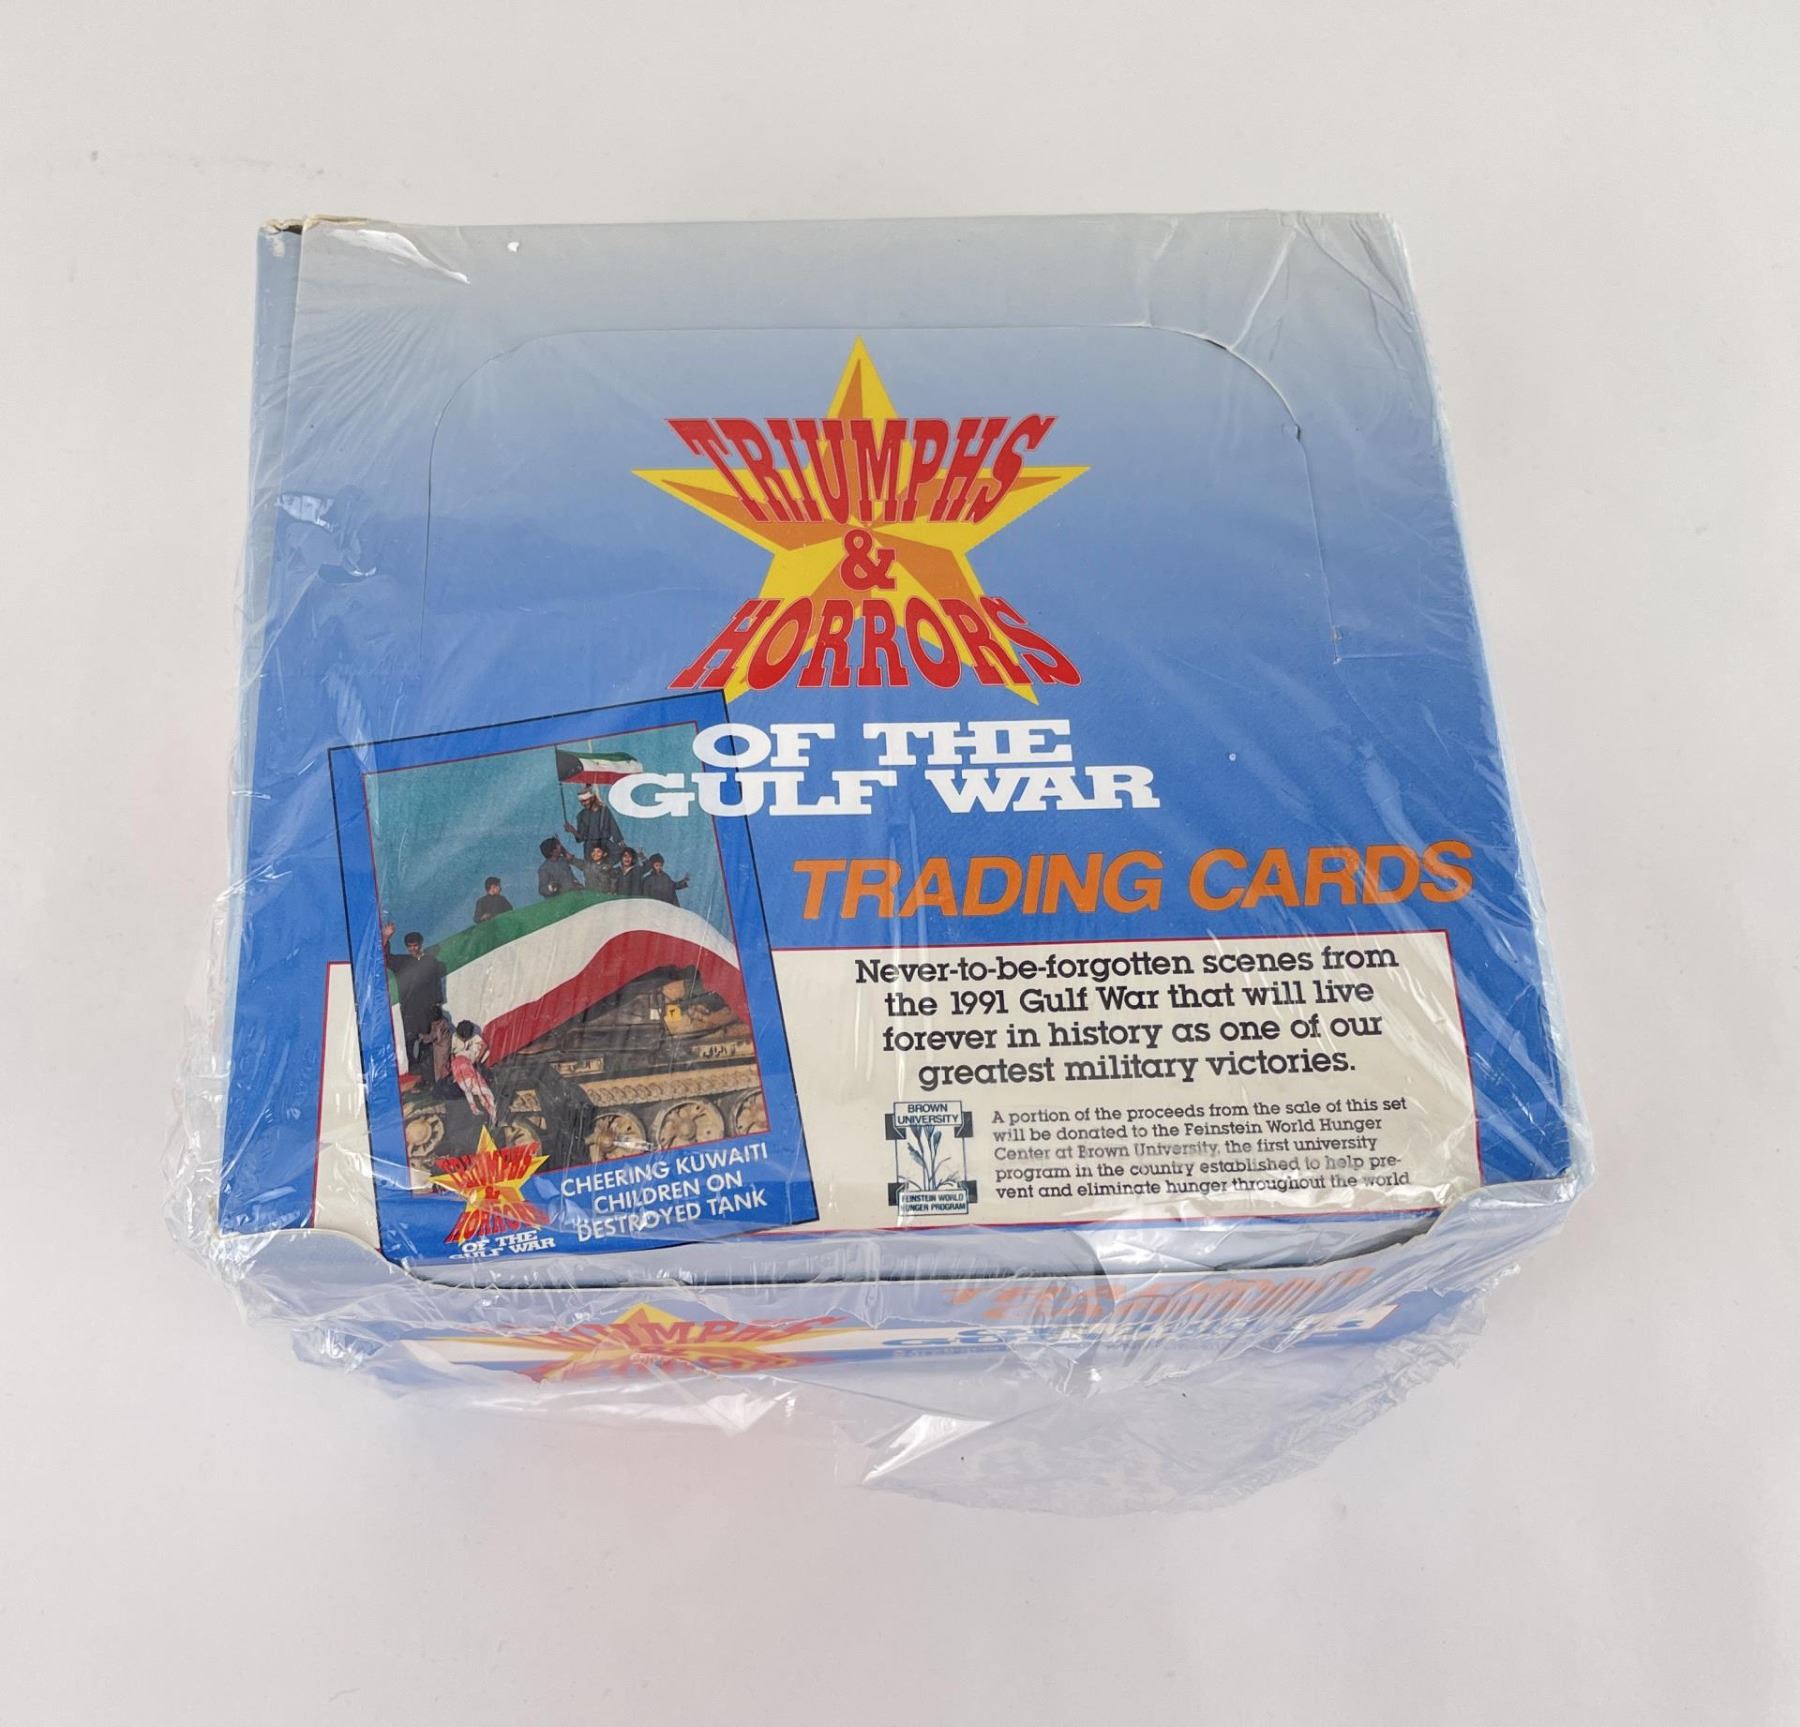 TRIUMPHS
&
HORRORS
OF THE
GULF WAR
TRADING CARDS
Never-to-be-forgotten scenes from
the 1991 Gulf War that will live
forever in history as one of our
greatest military victories.
BROWN
UNIVERSITY
FEINSTEIN WORLD
HUNGER PROGRAM
A portion of the proceeds from the sale of this set
will be donated to the Feinstein World Hunger
Center at Brown University, the first university
program in the country established to help pre-
vent and eliminate hunger throughout the world
TRIUMPHS
&
HORRORS
OF THE
GULF WAR
CHEERING KUWAITI
CHILDREN ON
DESTROYED TANK
TRIUMPHS